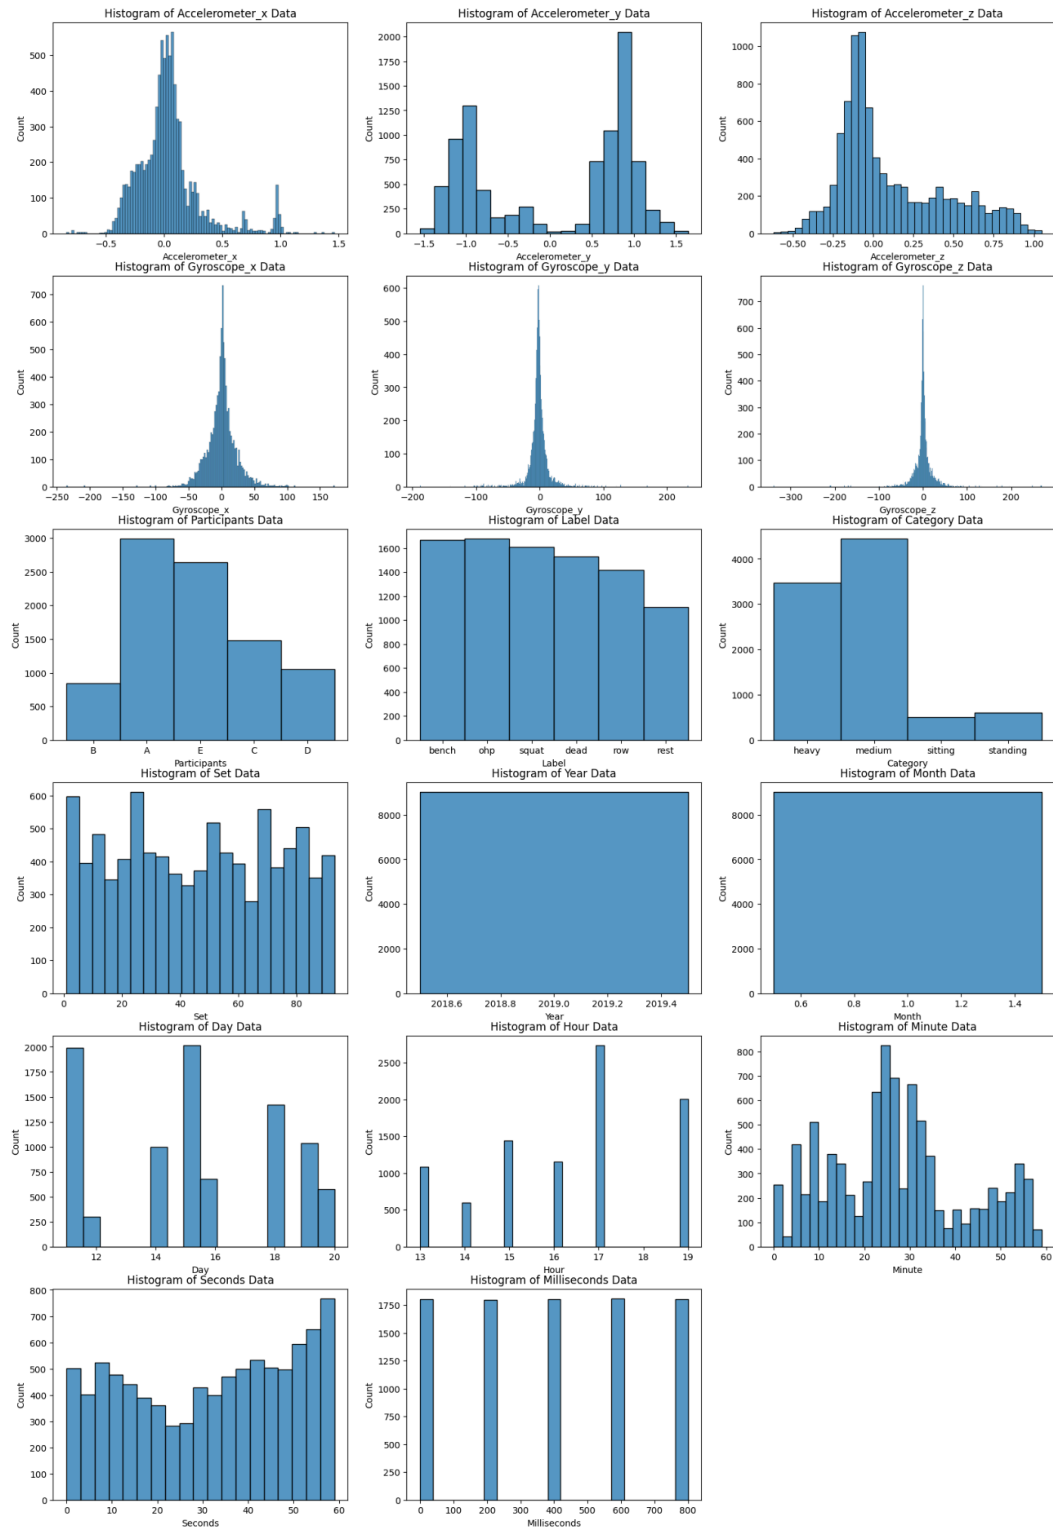 Histogram of Accelerometer_x Data
Count
500
400
300
200
100
0
−0.5 0.0 0.5 1.0 1.5
Accelerometer_x
Histogram of Accelerometer_y Data
Count
2000
1750
1500
1250
1000
750
500
250
0
−1.5 −1.0 −0.5 0.0 0.5 1.0 1.5
Accelerometer_y
Histogram of Accelerometer_z Data
Count
1000
800
600
400
200
0
−0.50 −0.25 0.00 0.25 0.50 0.75 1.00
Accelerometer_z
Histogram of Gyroscope_x Data
Count
700
600
500
400
300
200
100
0
−250 −200 −150 −100 −50 0 50 100 150
Gyroscope_x
Histogram of Gyroscope_y Data
Count
600
500
400
300
200
100
0
−200 −100 0 100 200
Gyroscope_y
Histogram of Gyroscope_z Data
Count
700
600
500
400
300
200
100
0
−300 −200 −100 0 100 200
Gyroscope_z
Histogram of Participants Data
Count
3000
2500
2000
1500
1000
500
0
B A E C D
Participants
Histogram of Label Data
Count
1600
1400
1200
1000
800
600
400
200
0
bench ohp squat dead row rest
Label
Histogram of Category Data
Count
4000
3000
2000
1000
0
heavy medium sitting standing
Category
Histogram of Set Data
Count
600
500
400
300
200
100
0
0 20 40 60 80
Set
Histogram of Year Data
Count
8000
6000
4000
2000
0
2018.6 2018.8 2019.0 2019.2 2019.4
Year
Histogram of Month Data
Count
8000
6000
4000
2000
0
0.6 0.8 1.0 1.2 1.4
Month
Histogram of Day Data
Count
2000
1750
1500
1250
1000
750
500
250
0
12 14 16 18 20
Day
Histogram of Hour Data
Count
2500
2000
1500
1000
500
0
13 14 15 16 17 18 19
Hour
Histogram of Minute Data
Count
800
700
600
500
400
300
200
100
0
0 10 20 30 40 50 60
Minute
Histogram of Seconds Data
Count
800
700
600
500
400
300
200
100
0
0 10 20 30 40 50 60
Seconds
Histogram of Milliseconds Data
Count
1750
1500
1250
1000
750
500
250
0
0 100 200 300 400 500 600 700 800
Milliseconds